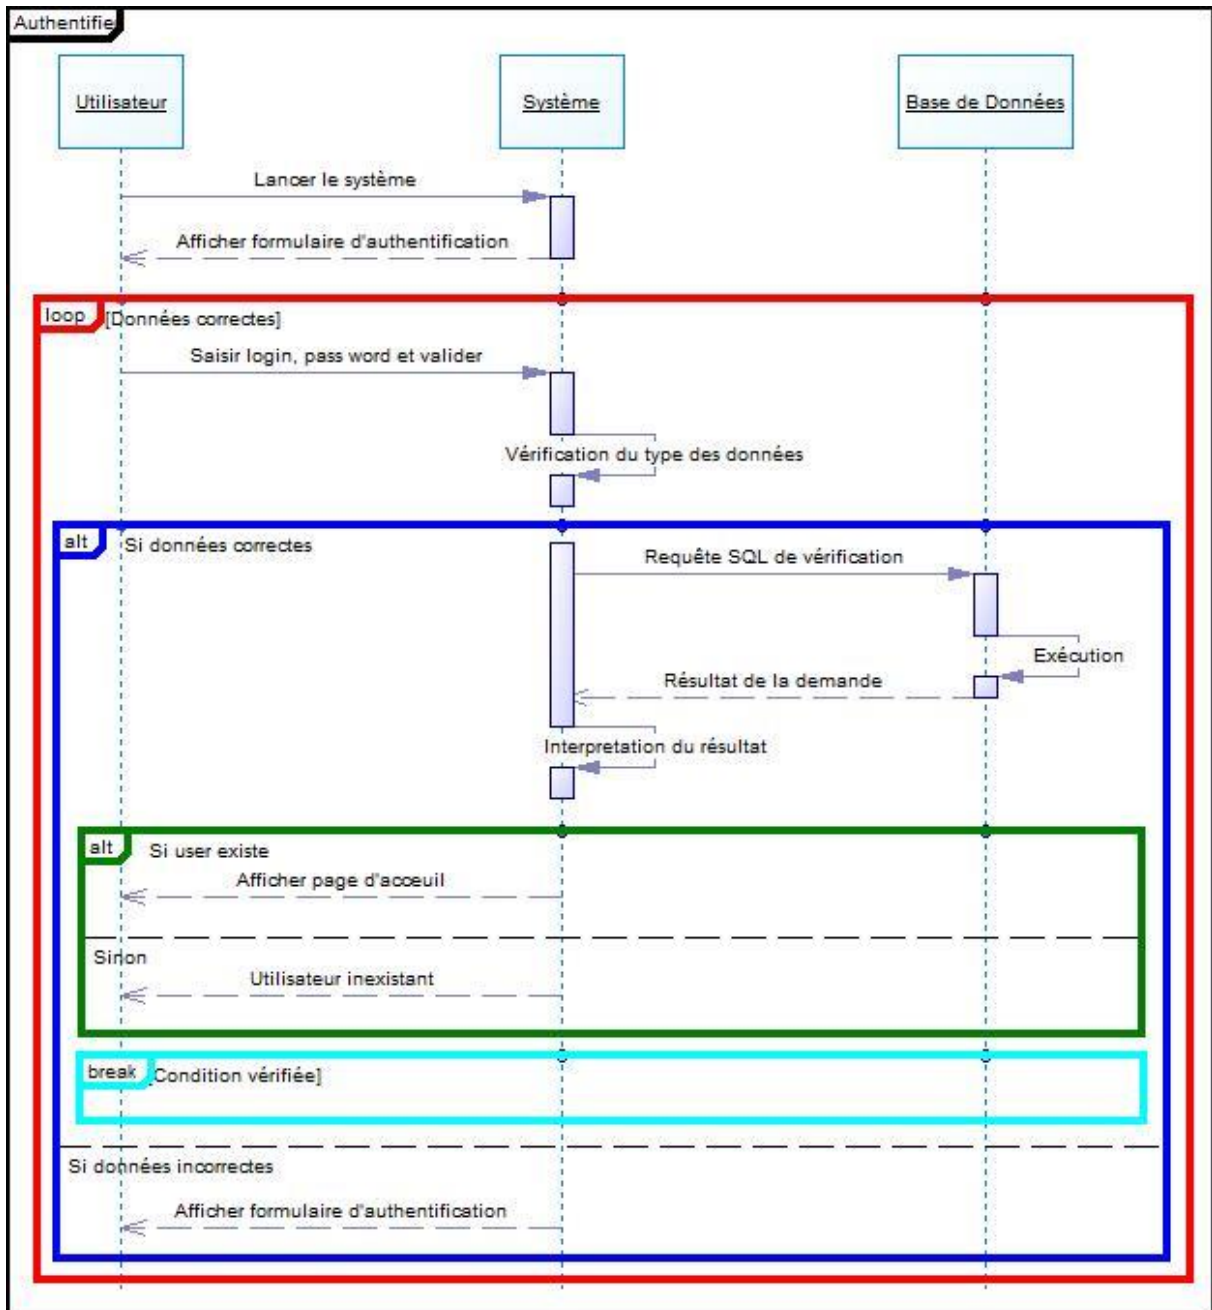 Authentifie
Utilisateur
Système
Base de Données
Lancer le système
Afficher formulaire d'authentification
loop
[Données correctes]
Saisir login, pass word et valider
Vérification du type des données
alt
Si données correctes
Requête SQL de vérification
Exécution
Résultat de la demande
Interpretation du résultat
alt
Si user existe
Afficher page d'acceuil
Sinon
Utilisateur inexistant
break
[Condition vérifiée]
Si données incorrectes
Afficher formulaire d'authentification